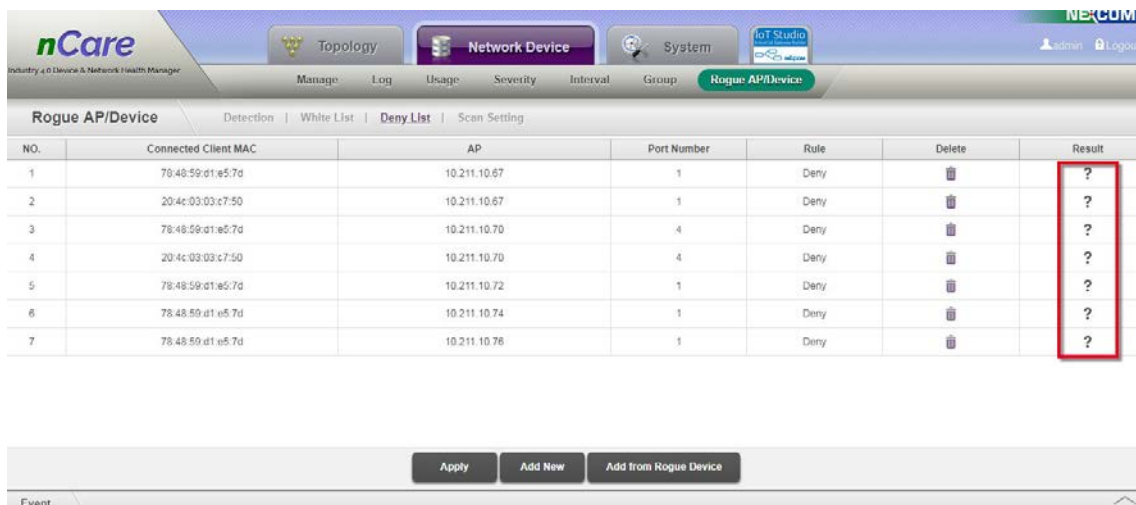 NEXCOM
nCare
Industry 4.0 Device & Network Health Manager
Topology
Network Device
System
IoT Studio
admin
Logou
Manage Log Usage Severity Interval Group Rogue AP/Device
Rogue AP/Device
Detection | White List | Deny List | Scan Setting
NO. Connected Client MAC AP Port Number Rule Delete Result
1 78:48:59:d1:e5:7d 10.211.10.67 1 Deny ?
2 20:4c:03:03:c7:50 10.211.10.67 1 Deny ?
3 78:48:59:d1:e5:7d 10.211.10.70 4 Deny ?
4 20:4c:03:03:c7:50 10.211.10.70 4 Deny ?
5 78:48:59:d1:e5:7d 10.211.10.72 1 Deny ?
6 78:48:59:d1:e5:7d 10.211.10.74 1 Deny ?
7 78:48:59:d1:e5:7d 10.211.10.76 1 Deny ?
Apply Add New Add from Rogue Device
Event